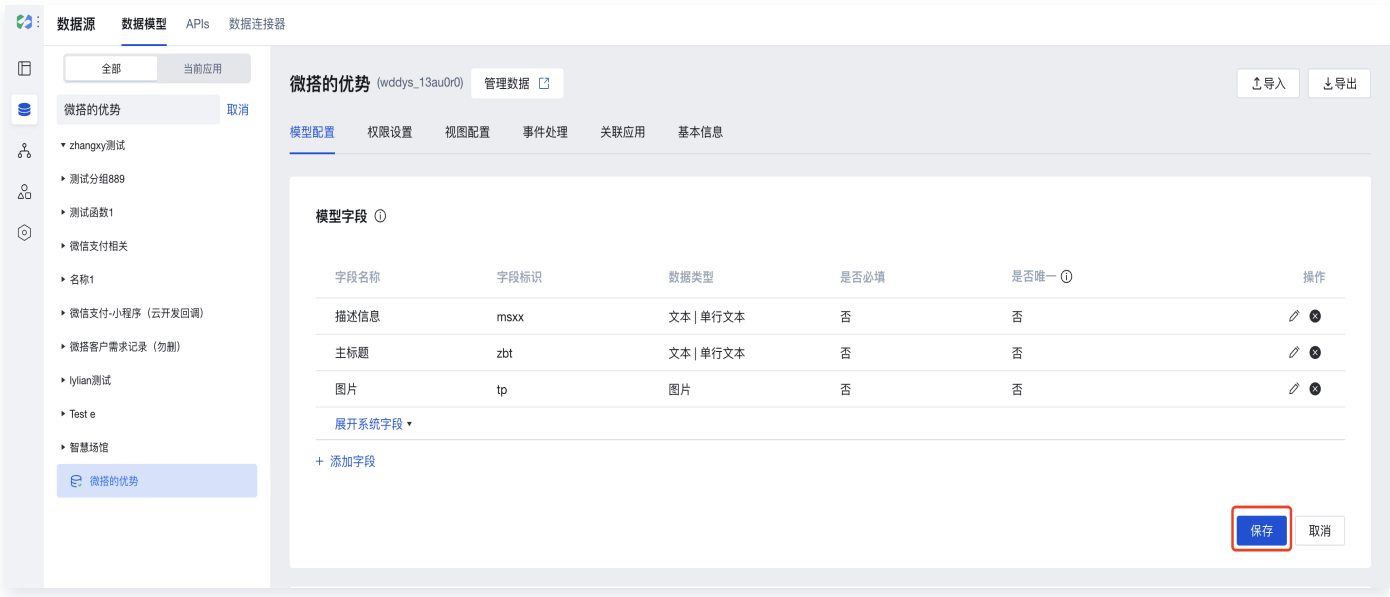 数据源 数据模型 APIs 数据连接器
全部 当前应用
微搭的优势 取消
zhangxy测试
测试分组889
测试函数1
微信支付相关
名称1
微信支付-小程序（云开发回调）
微搭客户需求记录（勿删）
lylian测试
Test e
智慧场馆
微搭的优势
微搭的优势 (wddys_13au0r0) 管理数据 导入 导出
模型配置 权限设置 视图配置 事件处理 关联应用 基本信息
模型字段
字段名称 字段标识 数据类型 是否必填 是否唯一 操作
描述信息 msxx 文本 | 单行文本 否 否
主标题 zbt 文本 | 单行文本 否 否
图片 tp 图片 否 否
展开系统字段
+ 添加字段
保存 取消